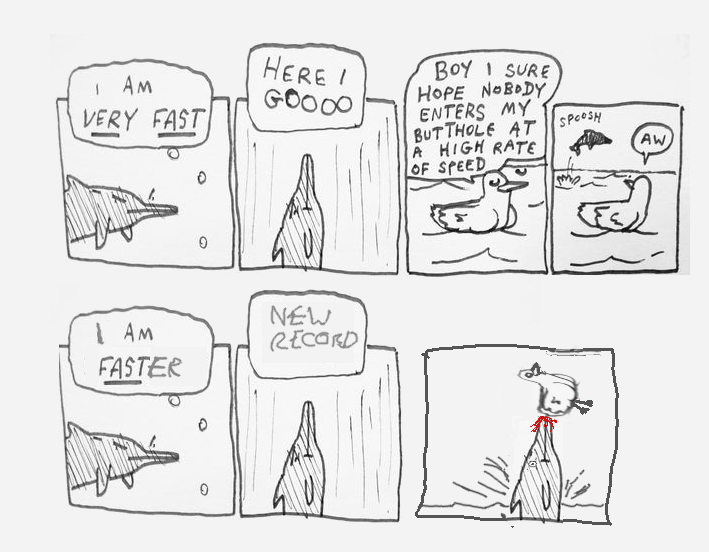 I AM
VERY FAST
HERE I
GOOOO
BOY I SURE
HOPE NOBODY
ENTERS MY
BUTTHOLE AT
A HIGH RATE
OF SPEED
SPOOSH
AW
I AM
FASTER
NEW
RECORD